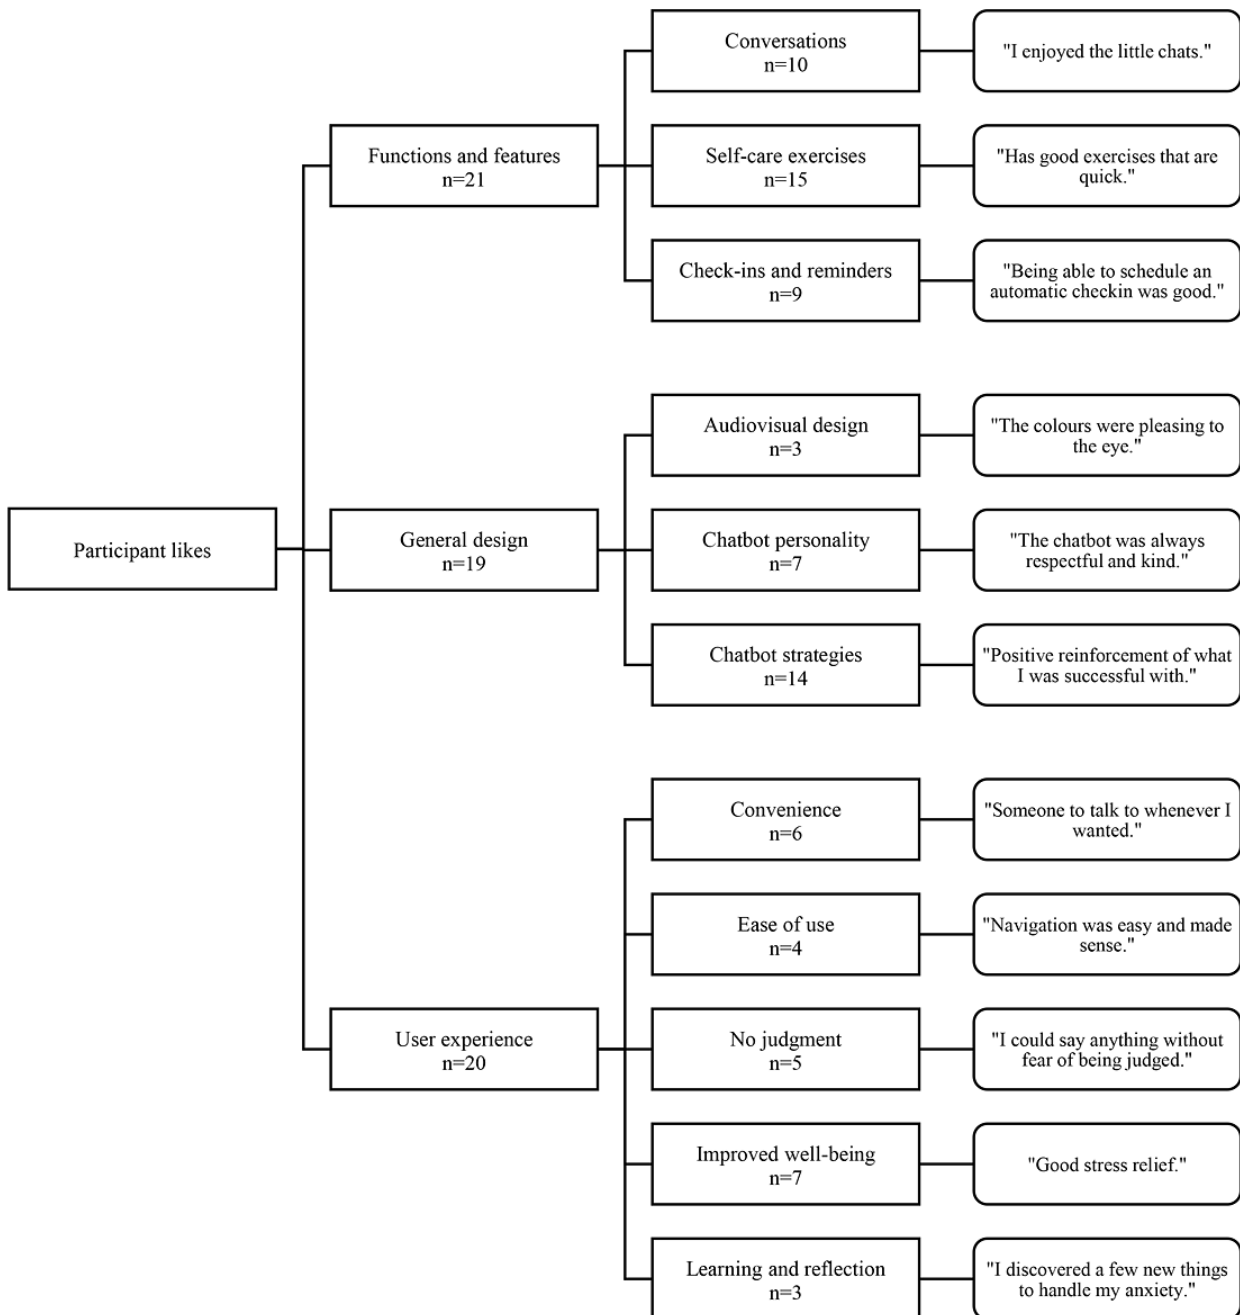 Participant likes
Functions and features
n=21
Conversations
n=10
"I enjoyed the little chats."
Self-care exercises
n=15
"Has good exercises that are
quick."
Check-ins and reminders
n=9
"Being able to schedule an
automatic checkin was good."
General design
n=19
Audiovisual design
n=3
"The colours were pleasing to
the eye."
Chatbot personality
n=7
"The chatbot was always
respectful and kind."
Chatbot strategies
n=14
"Positive reinforcement of what
I was successful with."
User experience
n=20
Convenience
n=6
"Someone to talk to whenever I
wanted."
Ease of use
n=4
"Navigation was easy and made
sense."
No judgment
n=5
"I could say anything without
fear of being judged."
Improved well-being
n=7
"Good stress relief."
Learning and reflection
n=3
"I discovered a few new things
to handle my anxiety."